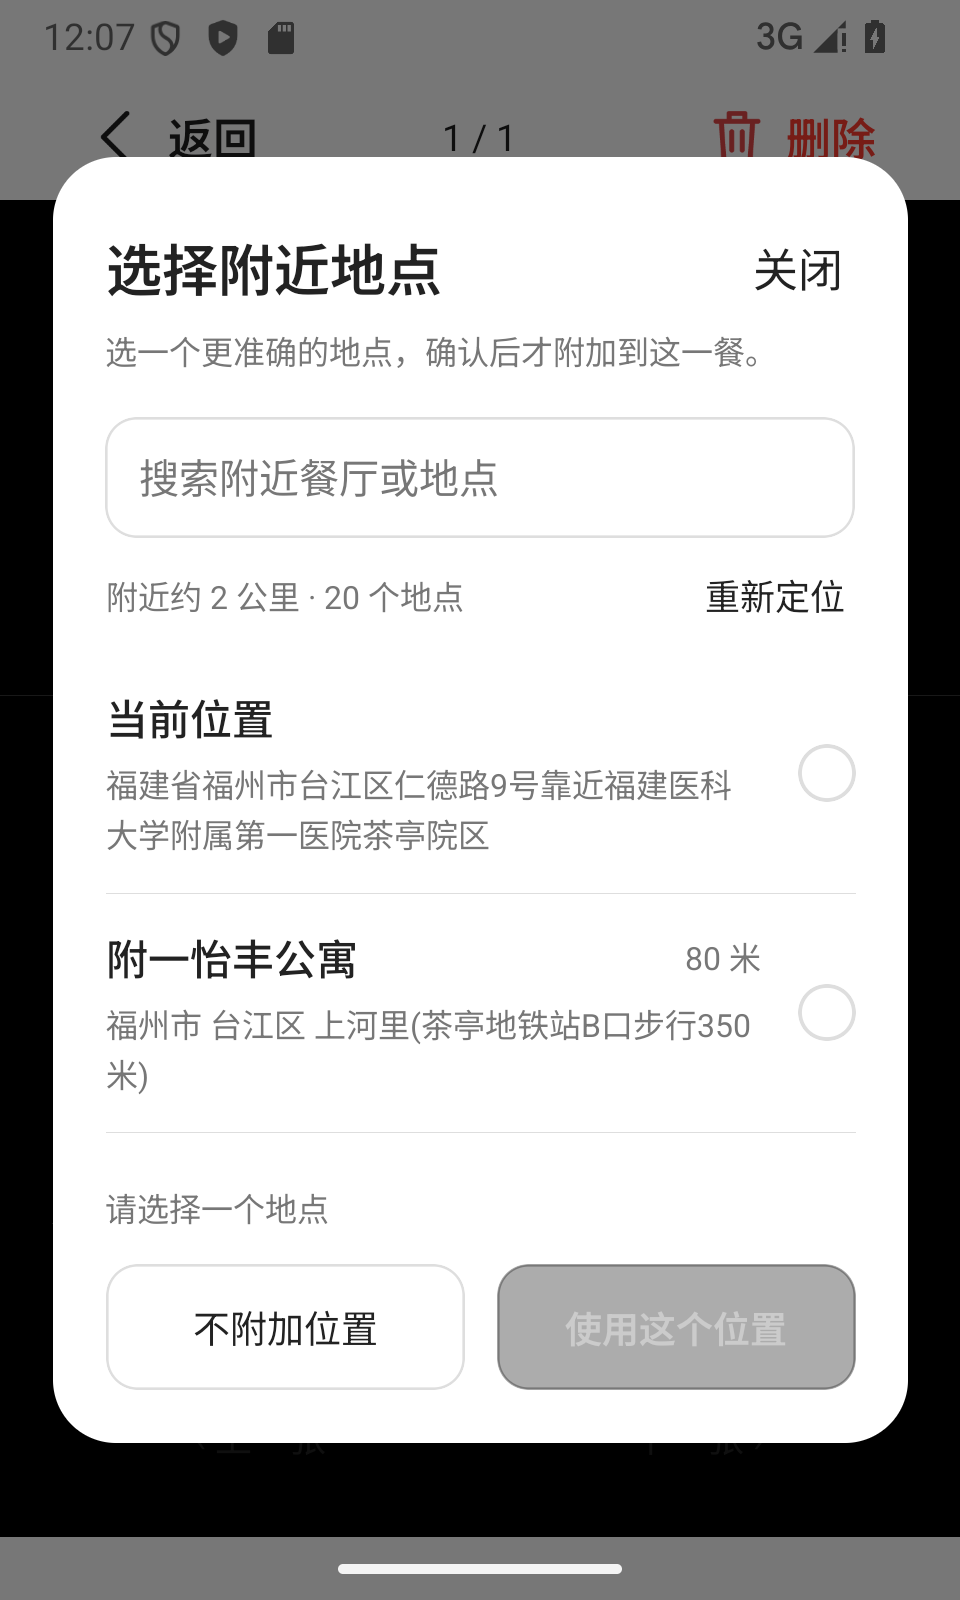 12:07
3G
返回
1 / 1
删除
选择附近地点
关闭
选一个更准确的地点，确认后才附加到这一餐。
搜索附近餐厅或地点
附近约 2 公里 · 20 个地点
重新定位
当前位置
福建省福州市台江区仁德路9号靠近福建医科
大学附属第一医院茶亭院区
附一怡丰公寓
80 米
福州市 台江区 上河里(茶亭地铁站B口步行350
米)
请选择一个地点
不附加位置
使用这个位置